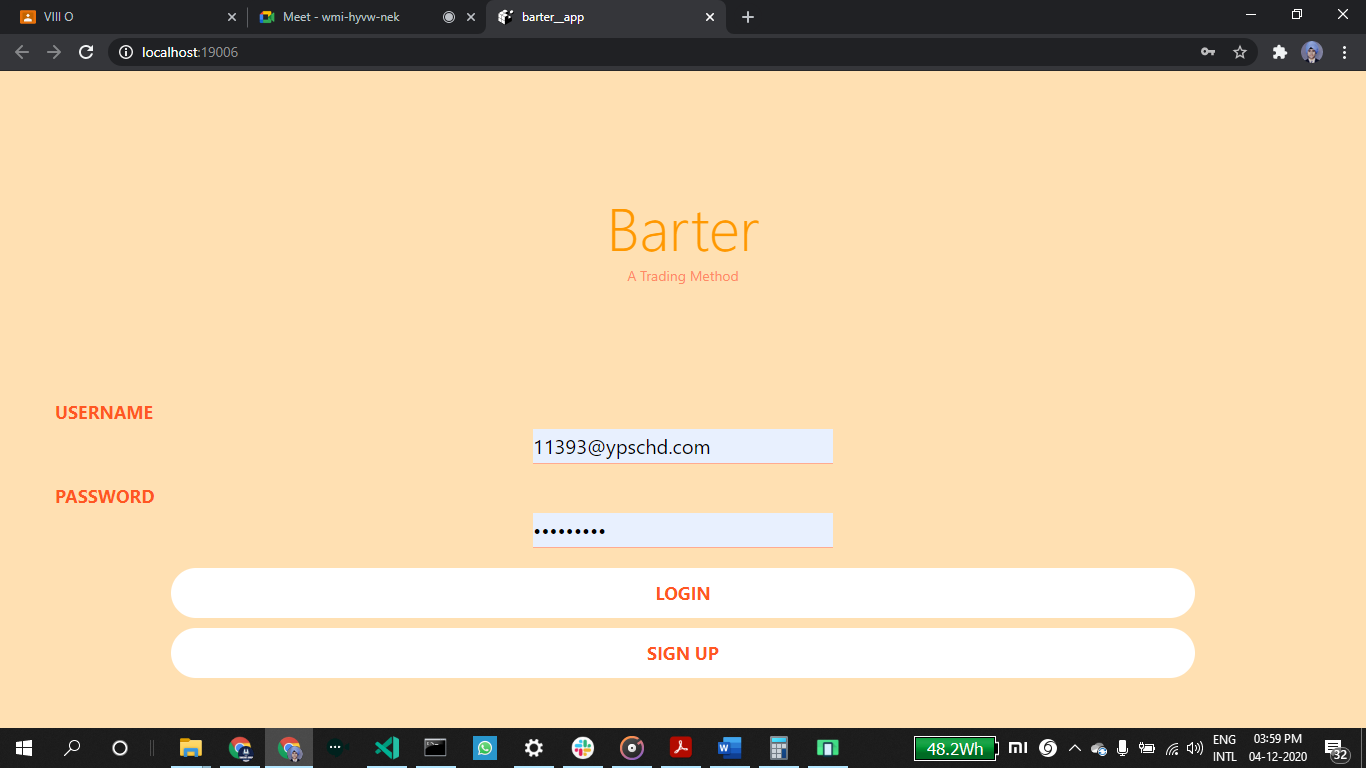 VIII O
Meet - wmi-hyvw-nek
barter__app
localhost:19006
Barter
A Trading Method
USERNAME
11393@ypschd.com
PASSWORD
•••••••••
LOGIN
SIGN UP
48.2Wh
ENG
INTL
03:59 PM
04-12-2020
32